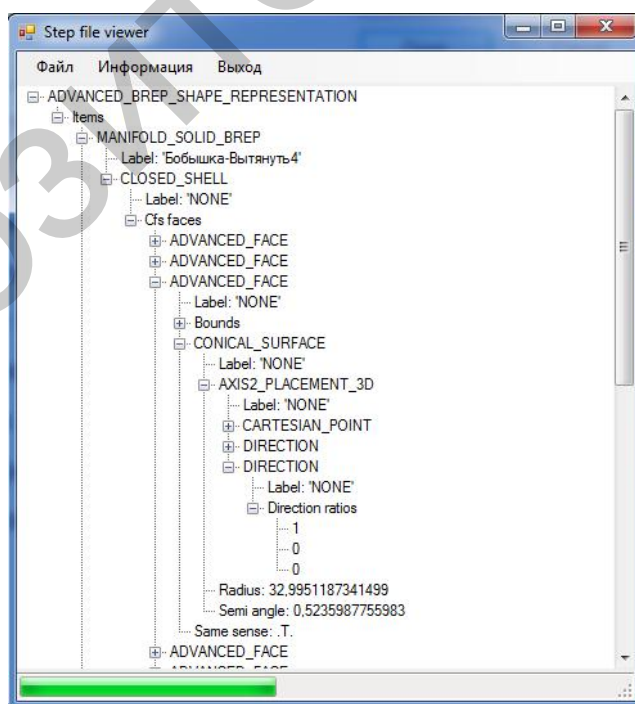 Step file viewer
Файл Информация Выход
ADVANCED_BREP_SHAPE_REPRESENTATION
Items
MANIFOLD_SOLID_BREP
Label: 'Бобышка-Вытянуть4'
CLOSED_SHELL
Label: 'NONE'
Cfs faces
ADVANCED_FACE
ADVANCED_FACE
ADVANCED_FACE
Label: 'NONE'
Bounds
CONICAL_SURFACE
Label: 'NONE'
AXIS2_PLACEMENT_3D
Label: 'NONE'
CARTESIAN_POINT
DIRECTION
DIRECTION
Label: 'NONE'
Direction ratios
1
0
0
Radius: 32,9951187341499
Semi angle: 0,5235987755983
Same sense: .T.
ADVANCED_FACE